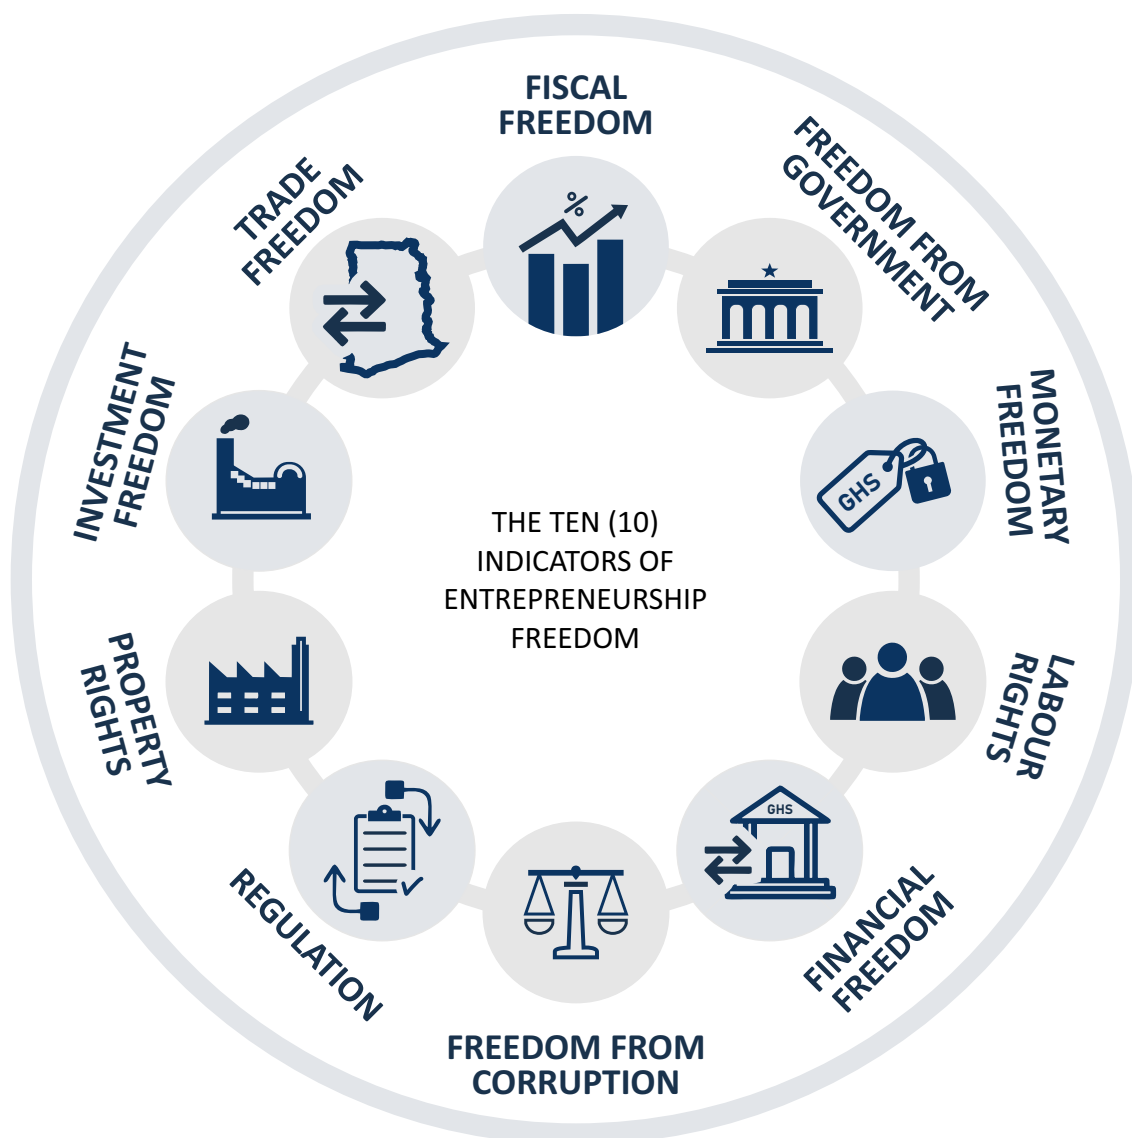 FISCAL
FREEDOM
FREEDOM FROM
GOVERNMENT
MONETARY
FREEDOM
GHS
LABOUR
RIGHTS
GHS
FINANCIAL
FREEDOM
FREEDOM FROM
CORRUPTION
REGULATION
PROPERTY
RIGHTS
INVESTMENT
FREEDOM
TRADE
FREEDOM
%
THE TEN (10)
INDICATORS OF
ENTREPRENEURSHIP
FREEDOM